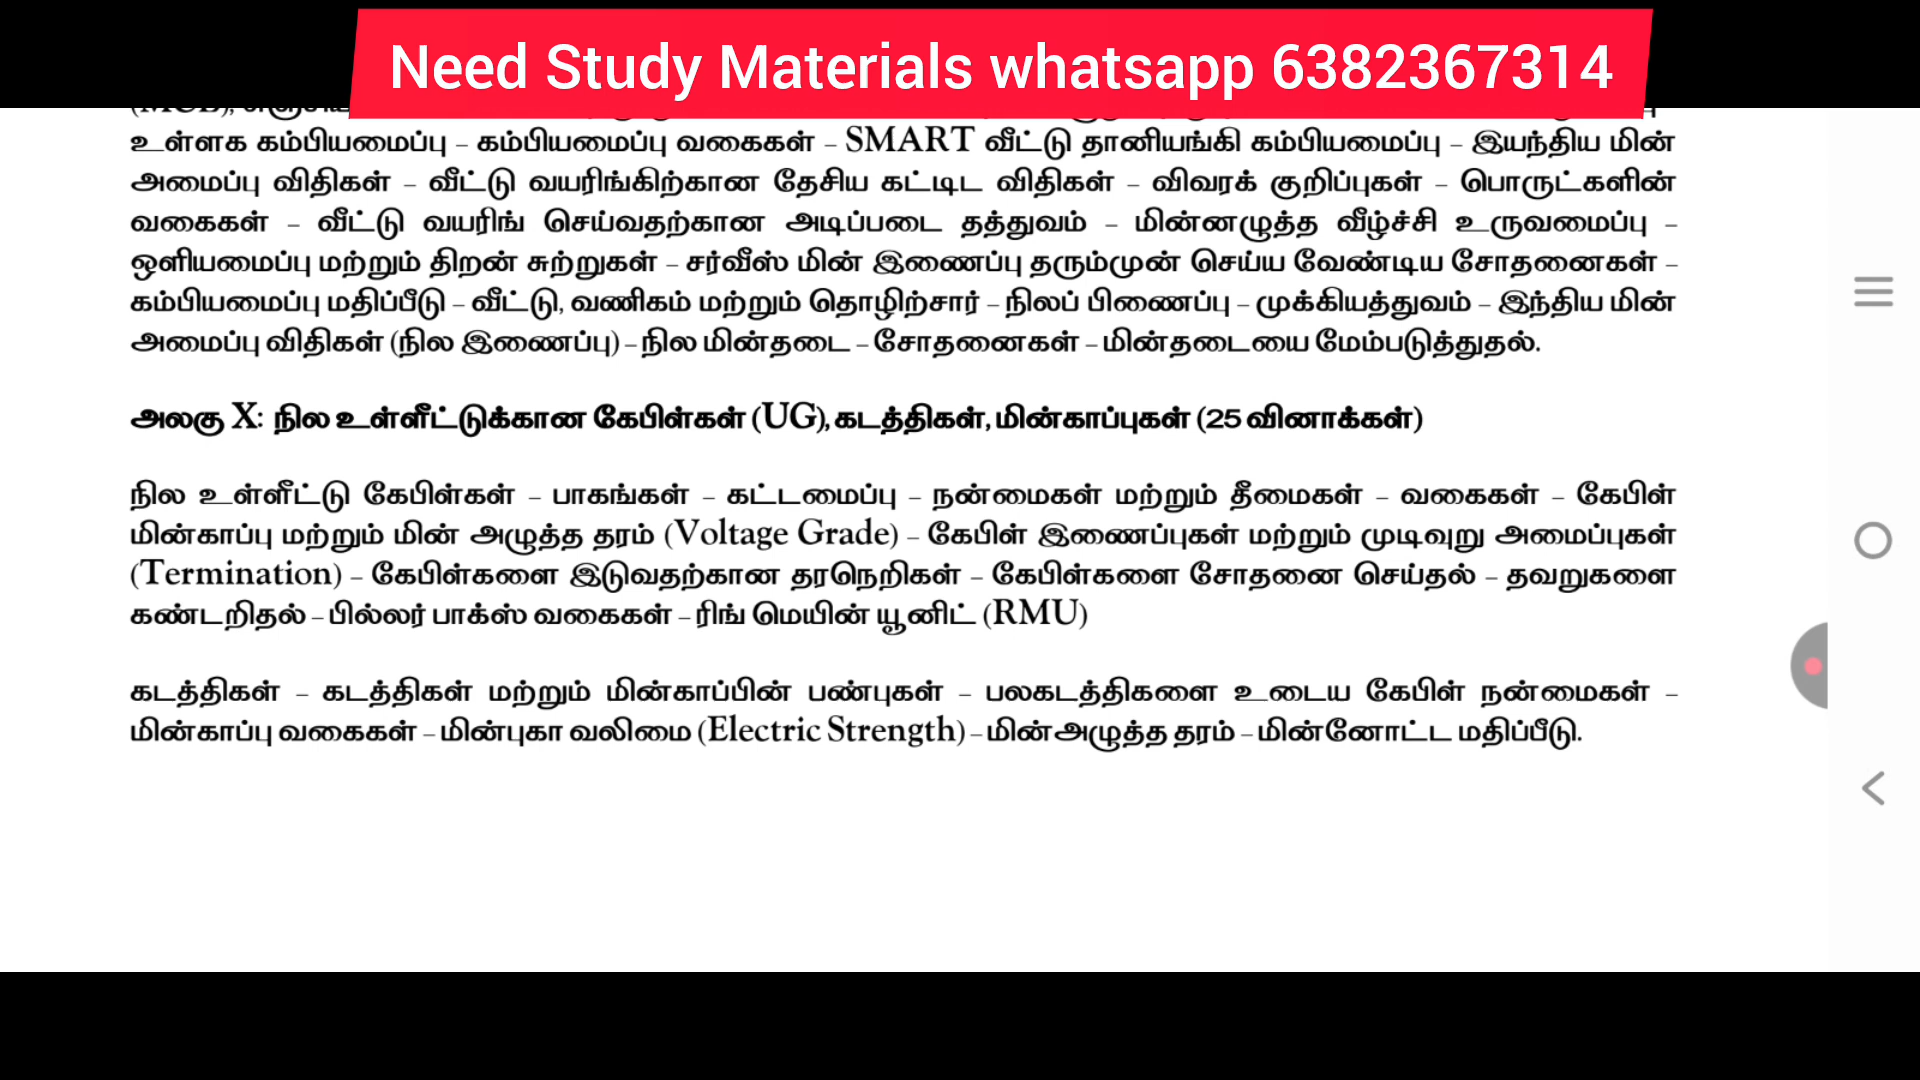 Need Study Materials whatsapp 6382367314
உள்ளக கம்பியமைப்பு – கம்பியமைப்பு வகைகள் – SMART வீட்டு தானியங்கி கம்பியமைப்பு – இயந்திய மின்
அமைப்பு விதிகள் – வீட்டு வயரிங்கிற்கான தேசிய கட்டிட விதிகள் – விவரக் குறிப்புகள் – பொருட்களின்
வகைகள் – வீட்டு வயரிங் செய்வதற்கான அடிப்படை தத்துவம் – மின்னழுத்த வீழ்ச்சி உருவமைப்பு –
ஒளியமைப்பு மற்றும் திறன் சுற்றுகள் – சர்வீஸ் மின் இணைப்பு தரும்முன் செய்ய வேண்டிய சோதனைகள் –
கம்பியமைப்பு மதிப்பீடு – வீட்டு, வணிகம் மற்றும் தொழிற்சார் – நிலப் பிணைப்பு – முக்கியத்துவம் – இந்திய மின்
அமைப்பு விதிகள் (நில இணைப்பு) – நில மின்தடை – சோதனைகள் – மின்தடையை மேம்படுத்துதல்.
அலகு X: நில உள்ளீட்டுக்கான கேபிள்கள் (UG), கடத்திகள், மின்காப்புகள் (25 வினாக்கள்)
நில உள்ளீட்டு கேபிள்கள் – பாகங்கள் – கட்டமைப்பு – நன்மைகள் மற்றும் தீமைகள் – வகைகள் – கேபிள்
மின்காப்பு மற்றும் மின் அழுத்த தரம் (Voltage Grade) – கேபிள் இணைப்புகள் மற்றும் முடிவுறு அமைப்புகள்
(Termination) – கேபிள்களை இடுவதற்கான தரநெறிகள் – கேபிள்களை சோதனை செய்தல் – தவறுகளை
கண்டறிதல் – பில்லர் பாக்ஸ் வகைகள் – ரிங் மெயின் யூனிட் (RMU)
கடத்திகள் – கடத்திகள் மற்றும் மின்காப்பின் பண்புகள் – பலகடத்திகளை உடைய கேபிள் நன்மைகள் –
மின்காப்பு வகைகள் – மின்புகா வலிமை (Electric Strength) – மின்அழுத்த தரம் – மின்னோட்ட மதிப்பீடு.